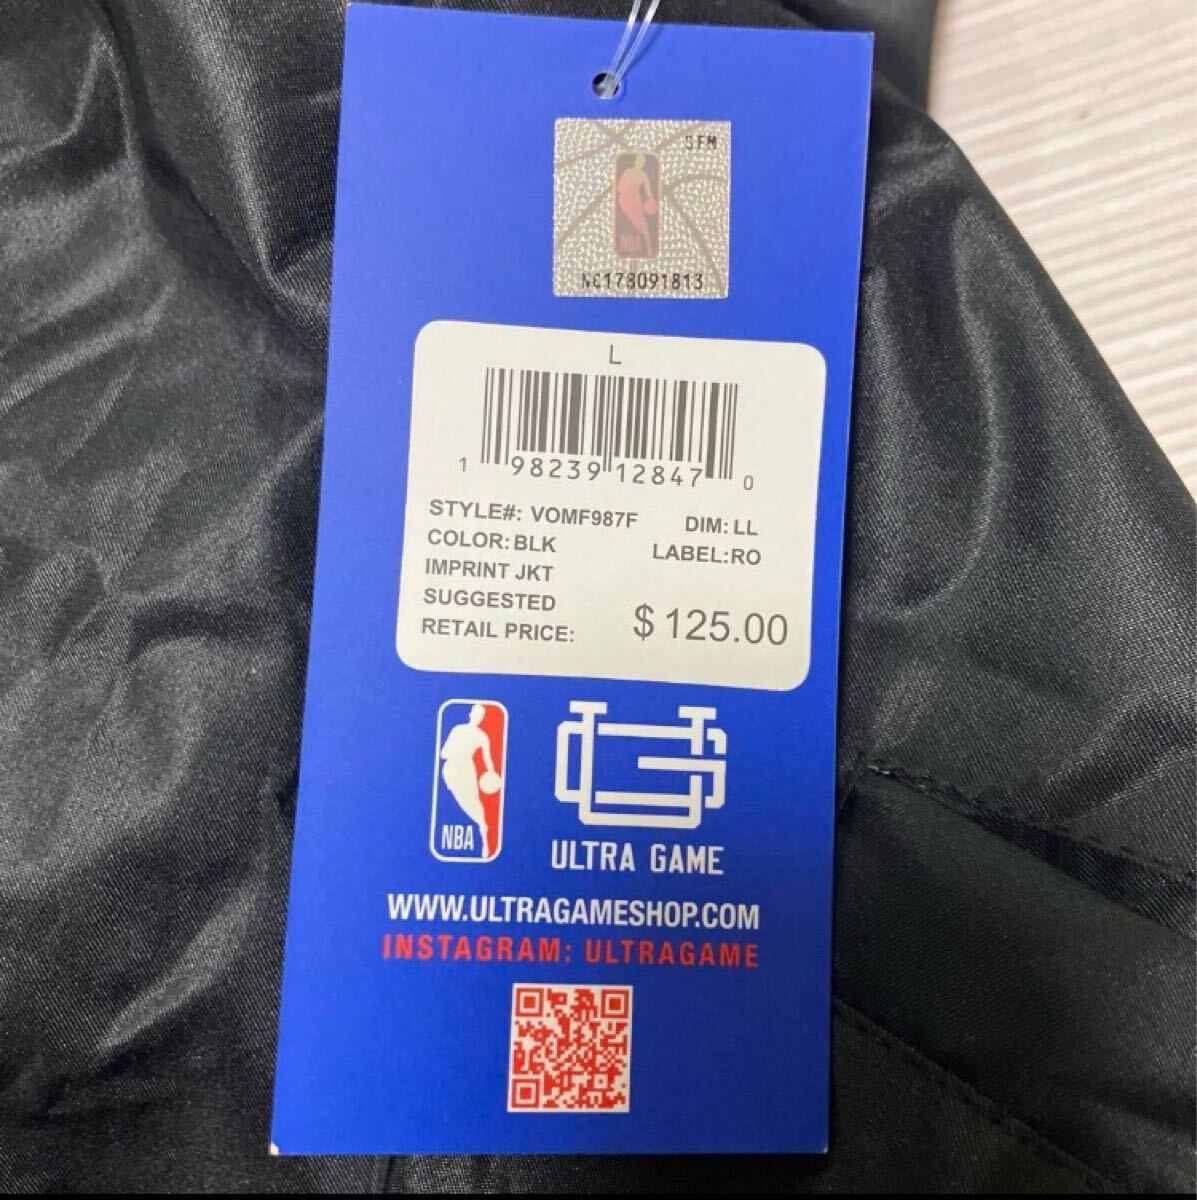 SFM
NBA
NC178091813
L
1 98239 12847 0
STYLE#: VOMF987F DIM: LL
COLOR: BLK LABEL:RO
IMPRINT JKT
SUGGESTED
RETAIL PRICE: $ 125.00
NBA
UG
ULTRA GAME
WWW.ULTRAGAMESHOP.COM
INSTAGRAM: ULTRAGAME